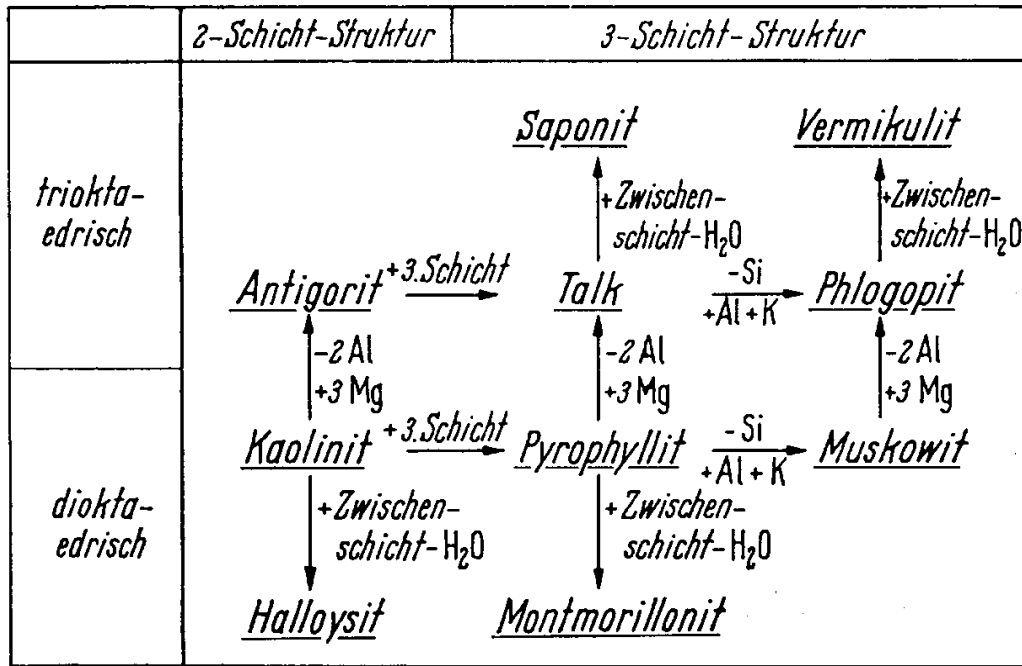 2-Schicht-Struktur 3-Schicht-Struktur
triokta-
edrisch
Saponit Vermikulit
+Zwischen-
schicht-H₂O
+Zwischen-
schicht-H₂O
Antigorit +3.Schicht Talk -Si
+Al+K Phlogopit
-2 Al
+3 Mg
-2 Al
+3 Mg
-2 Al
+3 Mg
diokta-
edrisch
Kaolinit +3.Schicht Pyrophyllit -Si
+Al+K Muskowit
+Zwischen-
schicht-H₂O
+Zwischen-
schicht-H₂O
Halloysit Montmorillonit